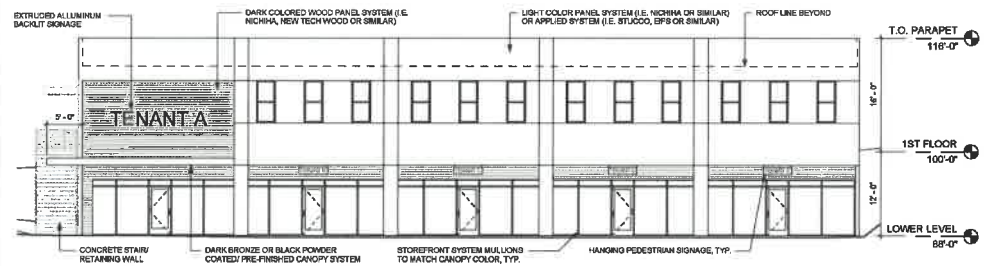 EXTRUDED ALUMINUM
BACKLIT SIGNAGE
DARK COLORED WOOD PANEL SYSTEM (I.E.
NICHIHA, NEW TECH WOOD OR SIMILAR)
LIGHT COLOR PANEL SYSTEM (I.E. NICHIHA OR SIMILAR)
OR APPLIED SYSTEM (I.E. STUCCO, EIFS OR SIMILAR)
ROOF LINE BEYOND
T.O. PARAPET
116'-0"
16'-0"
TENANT A
5'-0"
1ST FLOOR
100'-0"
12'-0"
LOWER LEVEL
88'-0"
CONCRETE STAIR/
RETAINING WALL
DARK BRONZE OR BLACK POWDER
COATED/ PRE-FINISHED CANOPY SYSTEM
STOREFRONT SYSTEM MULLIONS
TO MATCH CANOPY COLOR, TYP.
HANGING PEDESTRIAN SIGNAGE, TYP.